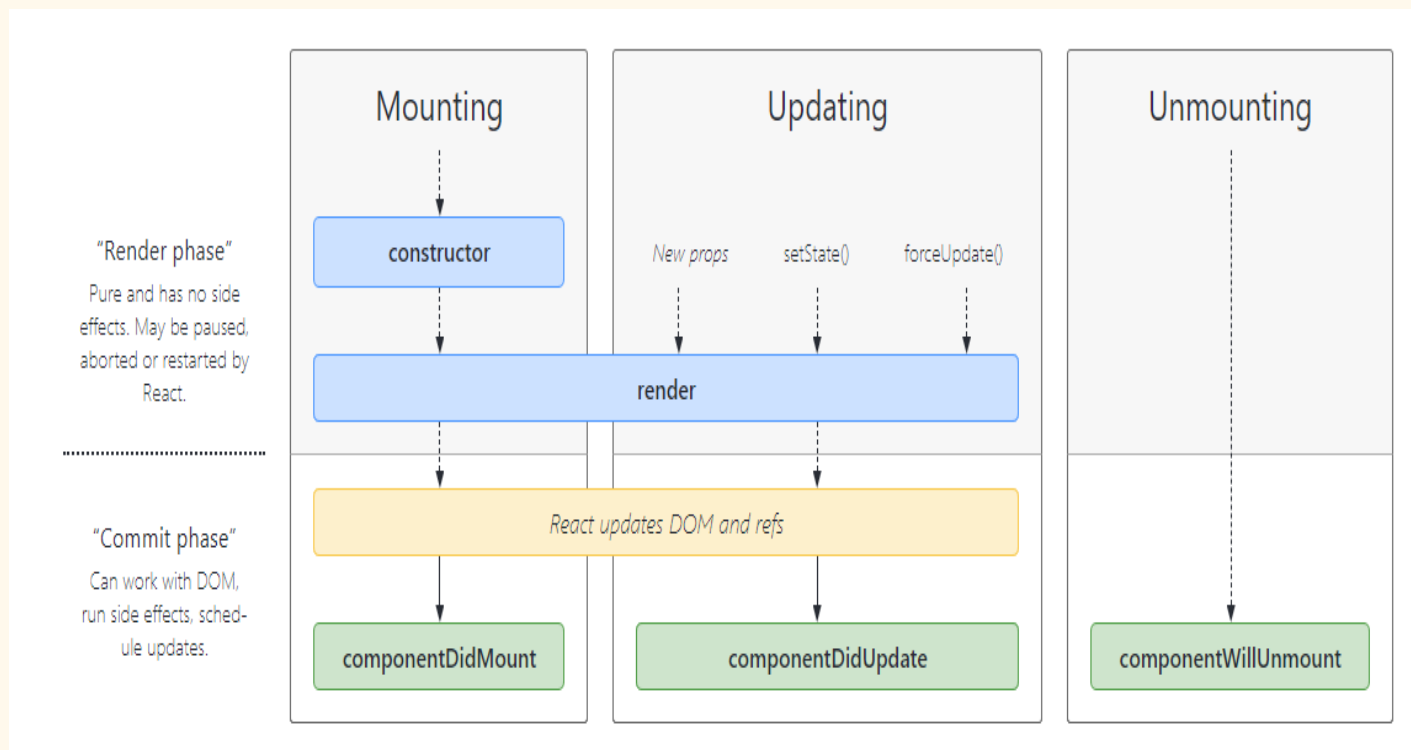 Mounting
Updating
Unmounting
“Render phase”
Pure and has no side
effects. May be paused,
aborted or restarted by
React.
constructor
New props
setState()
forceUpdate()
render
“Commit phase”
Can work with DOM,
run side effects, sched-
ule updates.
React updates DOM and refs
componentDidMount
componentDidUpdate
componentWillUnmount